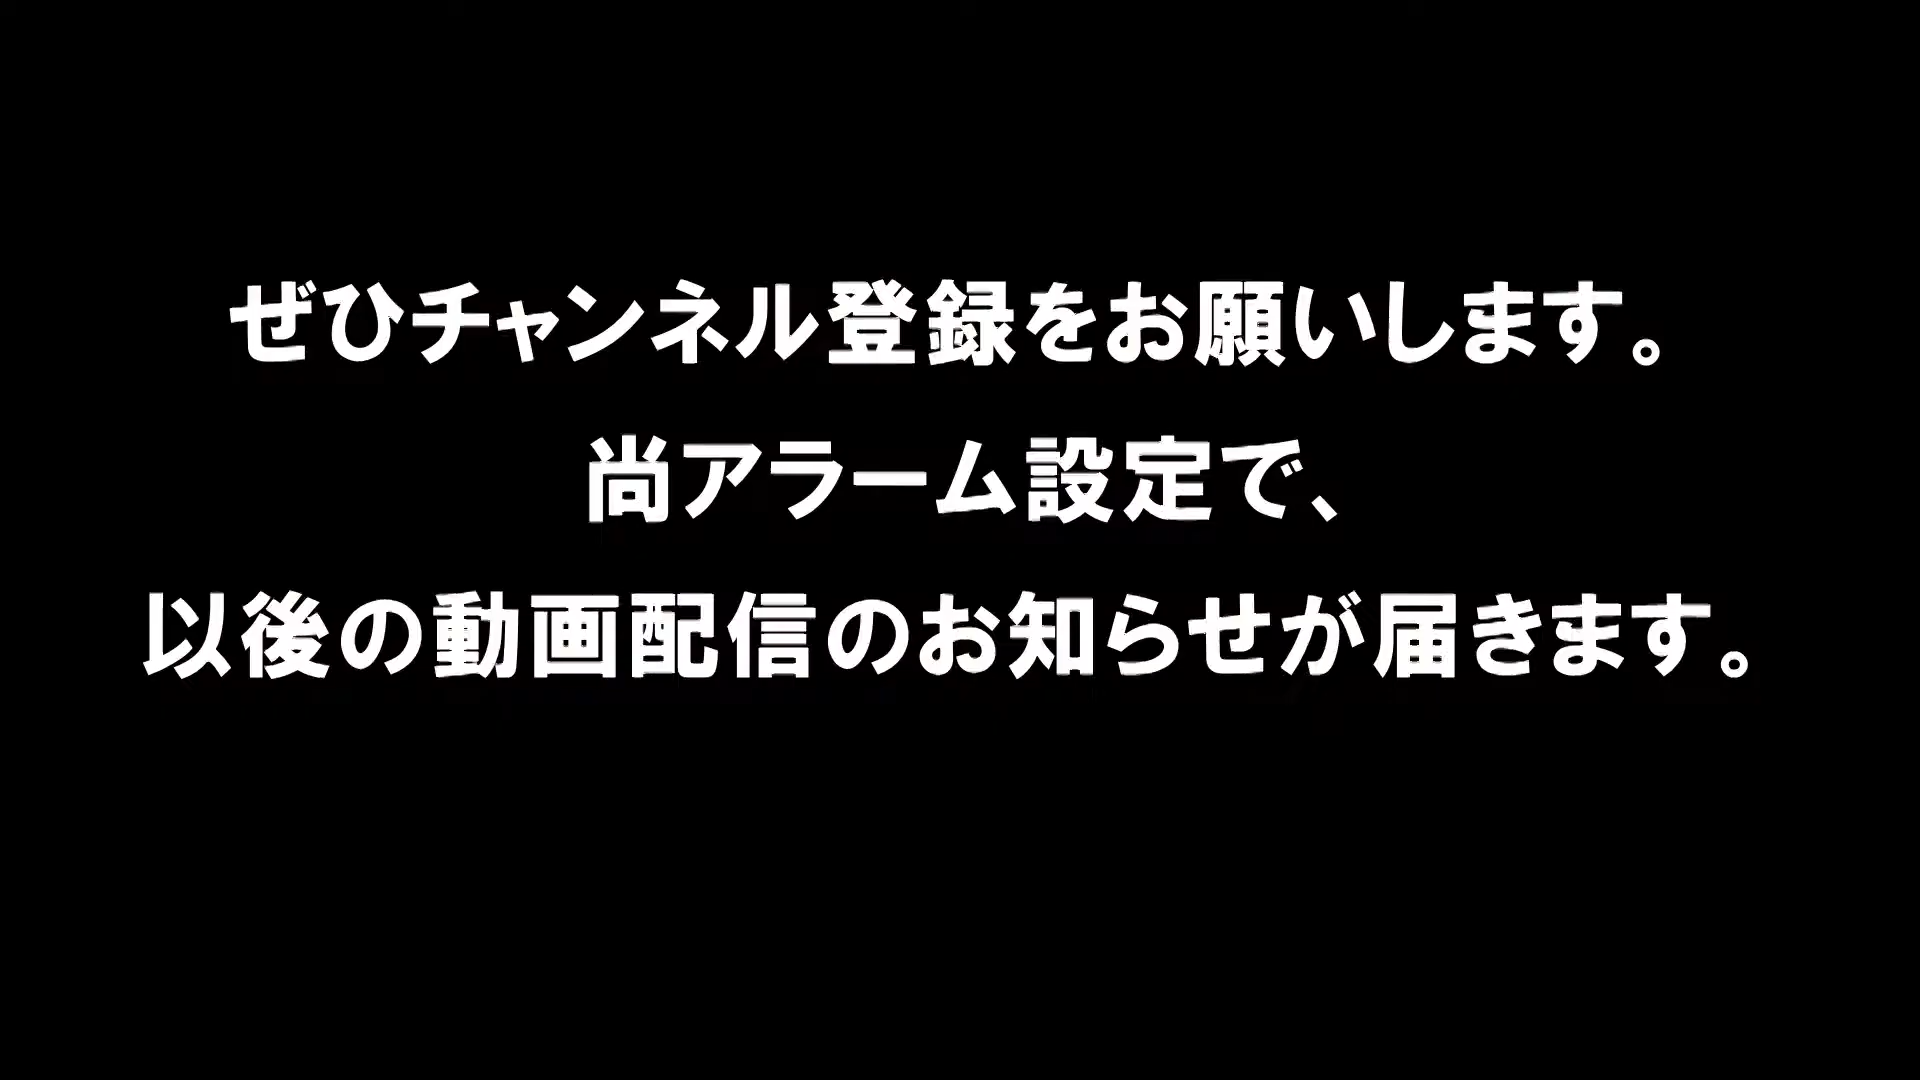 ぜひチャンネル登録をお願いします。
尚アラーム設定で、
以後の動画配信のお知らせが届きます。